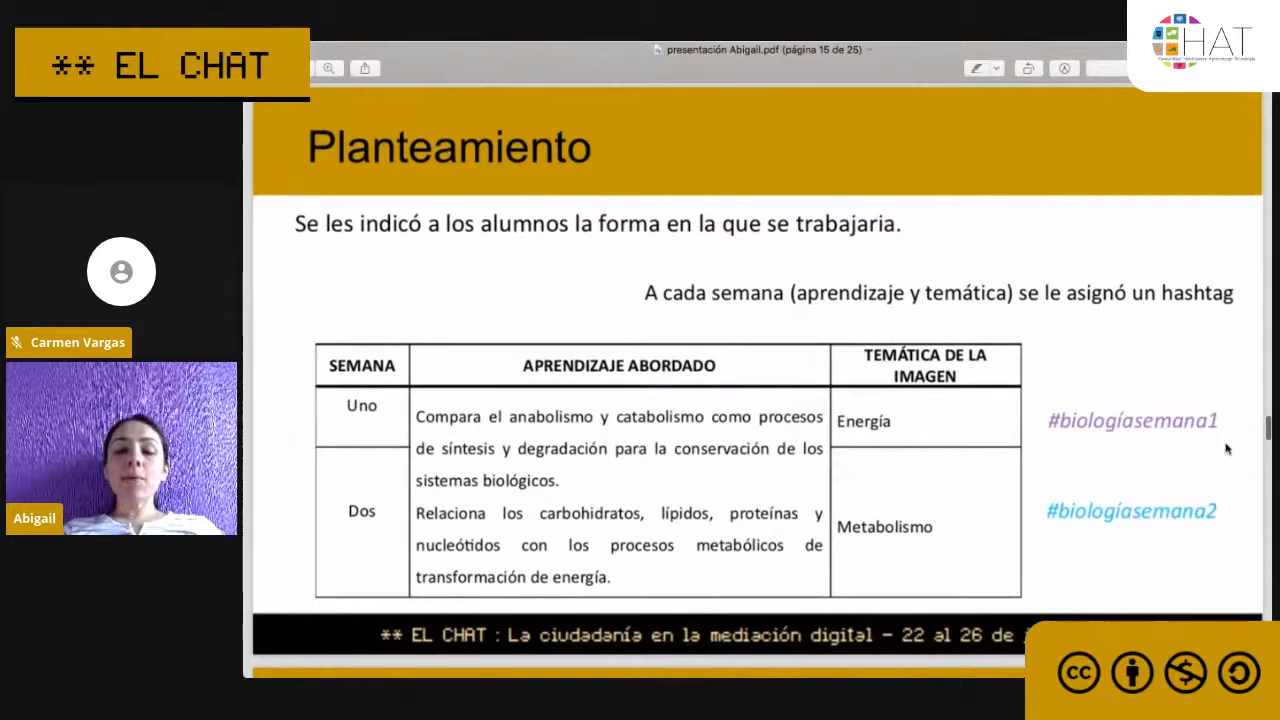 ** EL CHAT
presentación Abigail.pdf (página 15 de 25)
HAT
Planteamiento
Se les indicó a los alumnos la forma en la que se trabajaria.
A cada semana (aprendizaje y temática) se le asignó un hashtag
SEMANA
APRENDIZAJE ABORDADO
TEMÁTICA DE LA
IMAGEN
Uno
Compara el anabolismo y catabolismo como procesos
de síntesis y degradación para la conservación de los
sistemas biológicos.
Energía
#biologíasemana1
Dos
Relaciona los carbohidratos, lípidos, proteínas y
nucleótidos con los procesos metabólicos de
transformación de energía.
Metabolismo
#biologíasemana2
Carmen Vargas
Abigail
** EL CHAT : La ciudadanía en la mediación digital – 22 al 26 de
cc